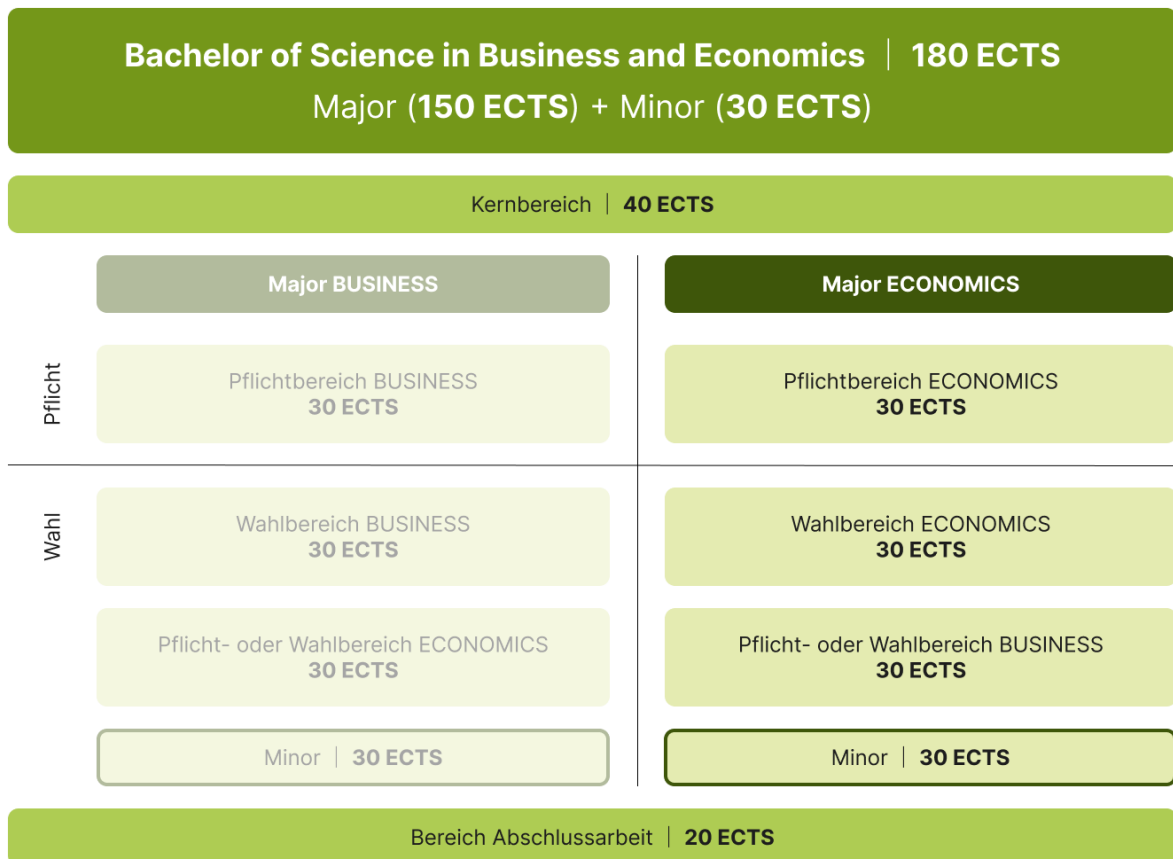 Bachelor of Science in Business and Economics | 180 ECTS
Major (150 ECTS) + Minor (30 ECTS)
Kernbereich | 40 ECTS
Major BUSINESS
Major ECONOMICS
Pflicht
Pflichtbereich BUSINESS
30 ECTS
Pflichtbereich ECONOMICS
30 ECTS
Wahl
Wahlbereich BUSINESS
30 ECTS
Wahlbereich ECONOMICS
30 ECTS
Pflicht- oder Wahlbereich ECONOMICS
30 ECTS
Pflicht- oder Wahlbereich BUSINESS
30 ECTS
Minor | 30 ECTS
Minor | 30 ECTS
Bereich Abschlussarbeit | 20 ECTS